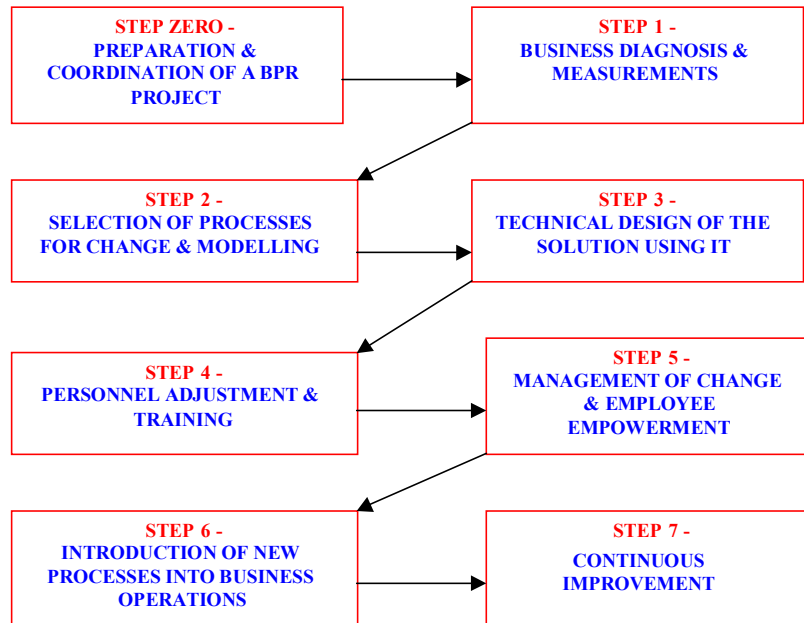 STEP ZERO -
PREPARATION &
COORDINATION OF A BPR
PROJECT
STEP 1 -
BUSINESS DIAGNOSIS &
MEASUREMENTS
STEP 2 -
SELECTION OF PROCESSES
FOR CHANGE & MODELLING
STEP 3 -
TECHNICAL DESIGN OF THE
SOLUTION USING IT
STEP 4 -
PERSONNEL ADJUSTMENT &
TRAINING
STEP 5 -
MANAGEMENT OF CHANGE
& EMPLOYEE
EMPOWERMENT
STEP 6 -
INTRODUCTION OF NEW
PROCESSES INTO BUSINESS
OPERATIONS
STEP 7 -
CONTINUOUS
IMPROVEMENT